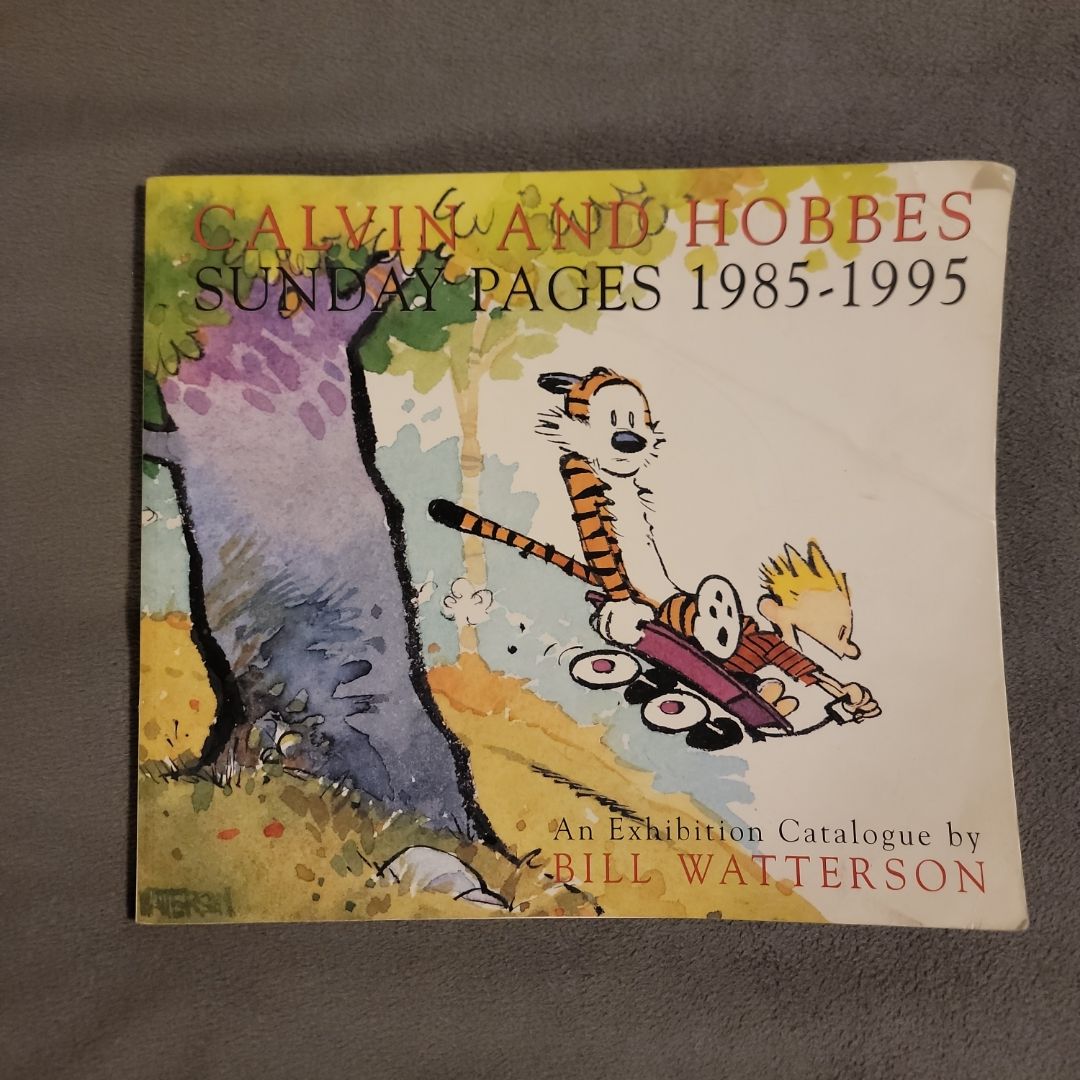 CALVIN AND HOBBES
SUNDAY PAGES 1985-1995
An Exhibition Catalogue by
BILL WATTERSON